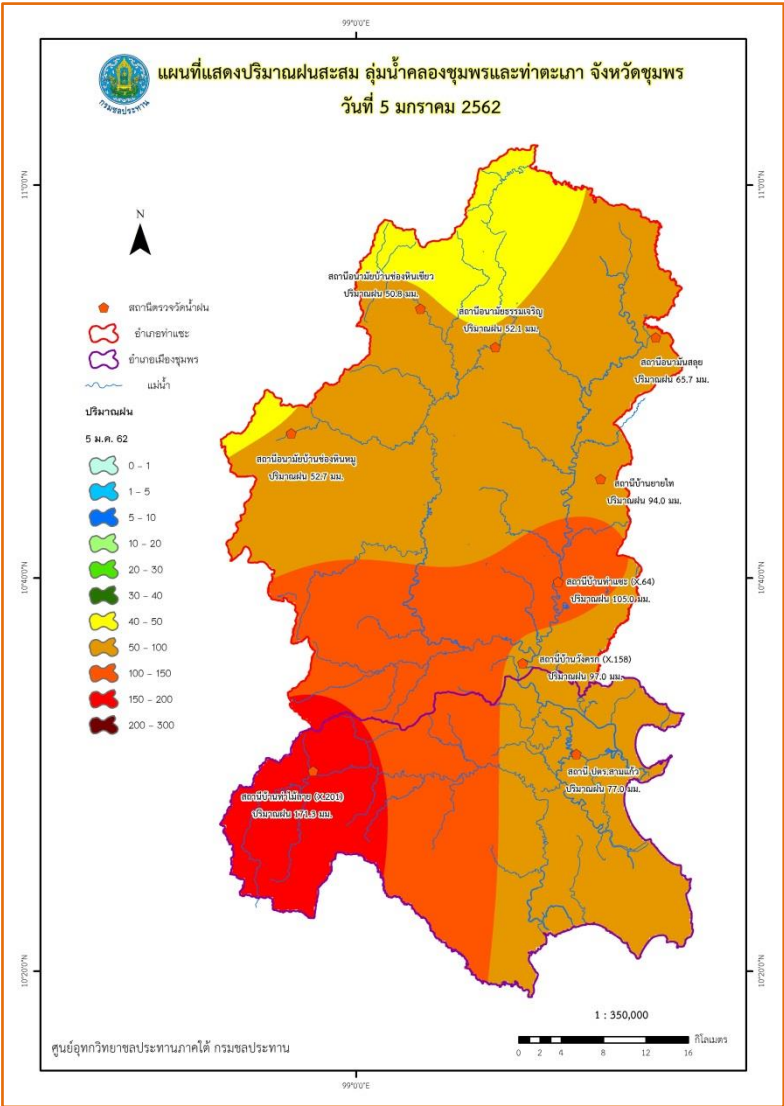 99°0'0"E
แผนที่แสดงปริมาณฝนสะสม ลุ่มน้ำคลองชุมพรและท่าตะเภา จังหวัดชุมพร
วันที่ 5 มกราคม 2562
กรมชลประทาน
11°0'0"N
11°0'0"N
N
สถานีตรวจวัดน้ำฝน
อำเภอท่าแซะ
อำเภอเมืองชุมพร
แม่น้ำ
ปริมาณฝน
5 ม.ค. 62
0 - 1
1 - 5
5 - 10
10 - 20
20 - 30
30 - 40
40 - 50
50 - 100
100 - 150
150 - 200
200 - 300
สถานีอนามัยบ้านช่องหินเขียว
ปริมาณฝน 50.8 มม.
สถานีอนามัยธรรมเจริญ
ปริมาณฝน 52.1 มม.
สถานีอนามันสลุย
ปริมาณฝน 65.7 มม.
สถานีอนามัยบ้านช่องหินหมู
ปริมาณฝน 52.7 มม.
สถานีบ้านยายไท
ปริมาณฝน 94.0 มม.
10°40'0"N
10°40'0"N
สถานีบ้านท่าแซะ (X.64)
ปริมาณฝน 105.0 มม.
สถานีบ้านวังครก (X.158)
ปริมาณฝน 97.0 มม.
สถานี ปตร.สามแก้ว
ปริมาณฝน 77.0 มม.
สถานีบ้านท่าไม้ลาย (X.201)
ปริมาณฝน 171.3 มม.
10°20'0"N
10°20'0"N
1 : 350,000
กิโลเมตร
0 2 4 8 12 16
ศูนย์อุทกวิทยาชลประทานภาคใต้ กรมชลประทาน
99°0'0"E